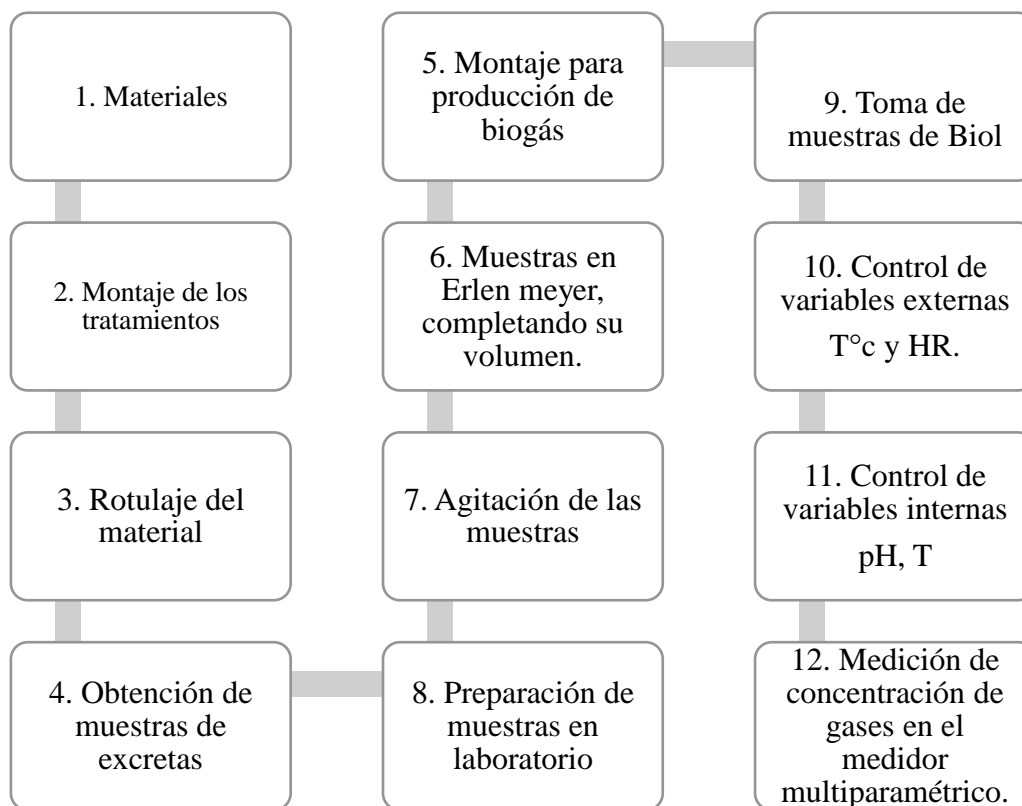 1. Materiales
2. Montaje de los
tratamientos
3. Rotulaje del
material
4. Obtención de
muestras de
excretas
5. Montaje para
producción de
biogás
6. Muestras en
Erlen meyer,
completando su
volumen.
7. Agitación de las
muestras
8. Preparación de
muestras en
laboratorio
9. Toma de
muestras de Biol
10. Control de
variables externas
T°c y HR.
11. Control de
variables internas
pH, T
12. Medición de
concentración de
gases en el
medidor
multiparamétrico.